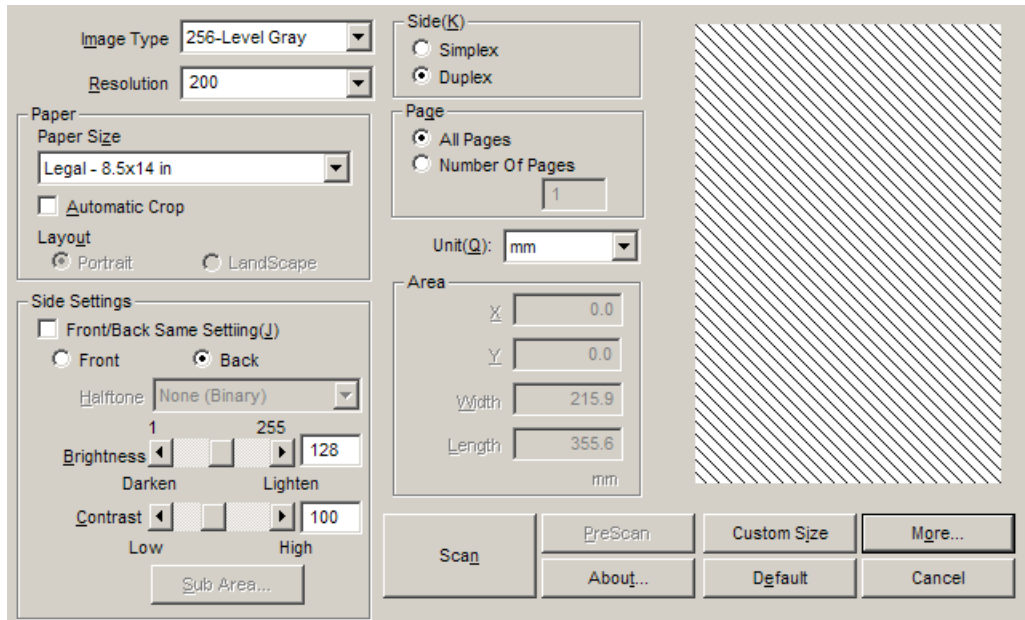 Image Type 256-Level Gray
Resolution 200
Paper
Paper Size
Legal - 8.5x14 in
Automatic Crop
Layout
Portrait LandScape
Side Settings
Front/Back Same Settiing(J)
Front Back
Halftone None (Binary)
1 255
Brightness 128
Darken Lighten
Contrast 100
Low High
Sub Area...
Side(K)
Simplex
Duplex
Page
All Pages
Number Of Pages
1
Unit(Q): mm
Area
X 0.0
Y 0.0
Width 215.9
Length 355.6
mm
Scan
PreScan Custom Size More...
About... Default Cancel